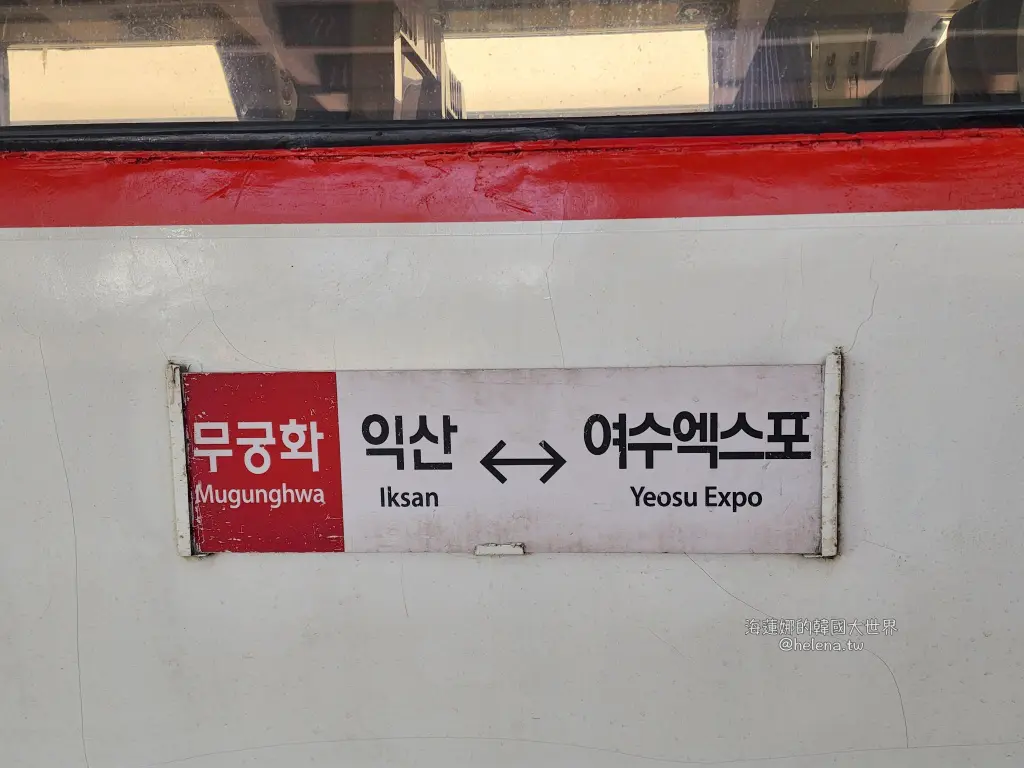 무궁화
Mugunghwa
익산 ↔ 여수엑스포
Iksan Yeosu Expo
海蓮娜的韓國大世界
@helena.tw